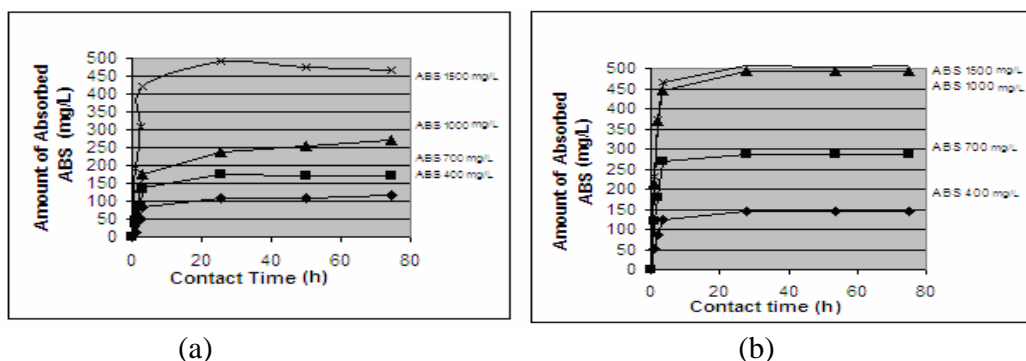 Amount of Absorbed
ABS (mg/L)
500
450
400
350
300
250
200
150
100
50
0
0
20
40
60
80
Contact Time (h)
ABS 1500 mg/L
ABS 1000 mg/L
ABS 700 mg/L
ABS 400 mg/L
(a)
Amount of Absorbed
ABS (mg/L)
500
450
400
350
300
250
200
150
100
50
0
0
20
40
60
80
Contact time (h)
ABS 1500 mg/L
ABS 1000 mg/L
ABS 700 mg/L
ABS 400 mg/L
(b)